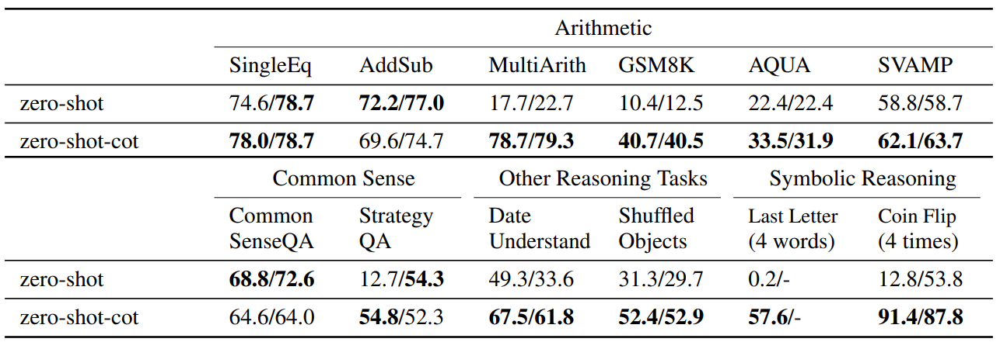 Arithmetic
SingleEq AddSub MultiArith GSM8K AQUA SVAMP
zero-shot 74.6/78.7 72.2/77.0 17.7/22.7 10.4/12.5 22.4/22.4 58.8/58.7
zero-shot-cot 78.0/78.7 69.6/74.7 78.7/79.3 40.7/40.5 33.5/31.9 62.1/63.7
Common Sense Other Reasoning Tasks Symbolic Reasoning
Common Strategy Date Shuffled Last Letter Coin Flip
SenseQA QA Understand Objects (4 words) (4 times)
zero-shot 68.8/72.6 12.7/54.3 49.3/33.6 31.3/29.7 0.2/- 12.8/53.8
zero-shot-cot 64.6/64.0 54.8/52.3 67.5/61.8 52.4/52.9 57.6/- 91.4/87.8